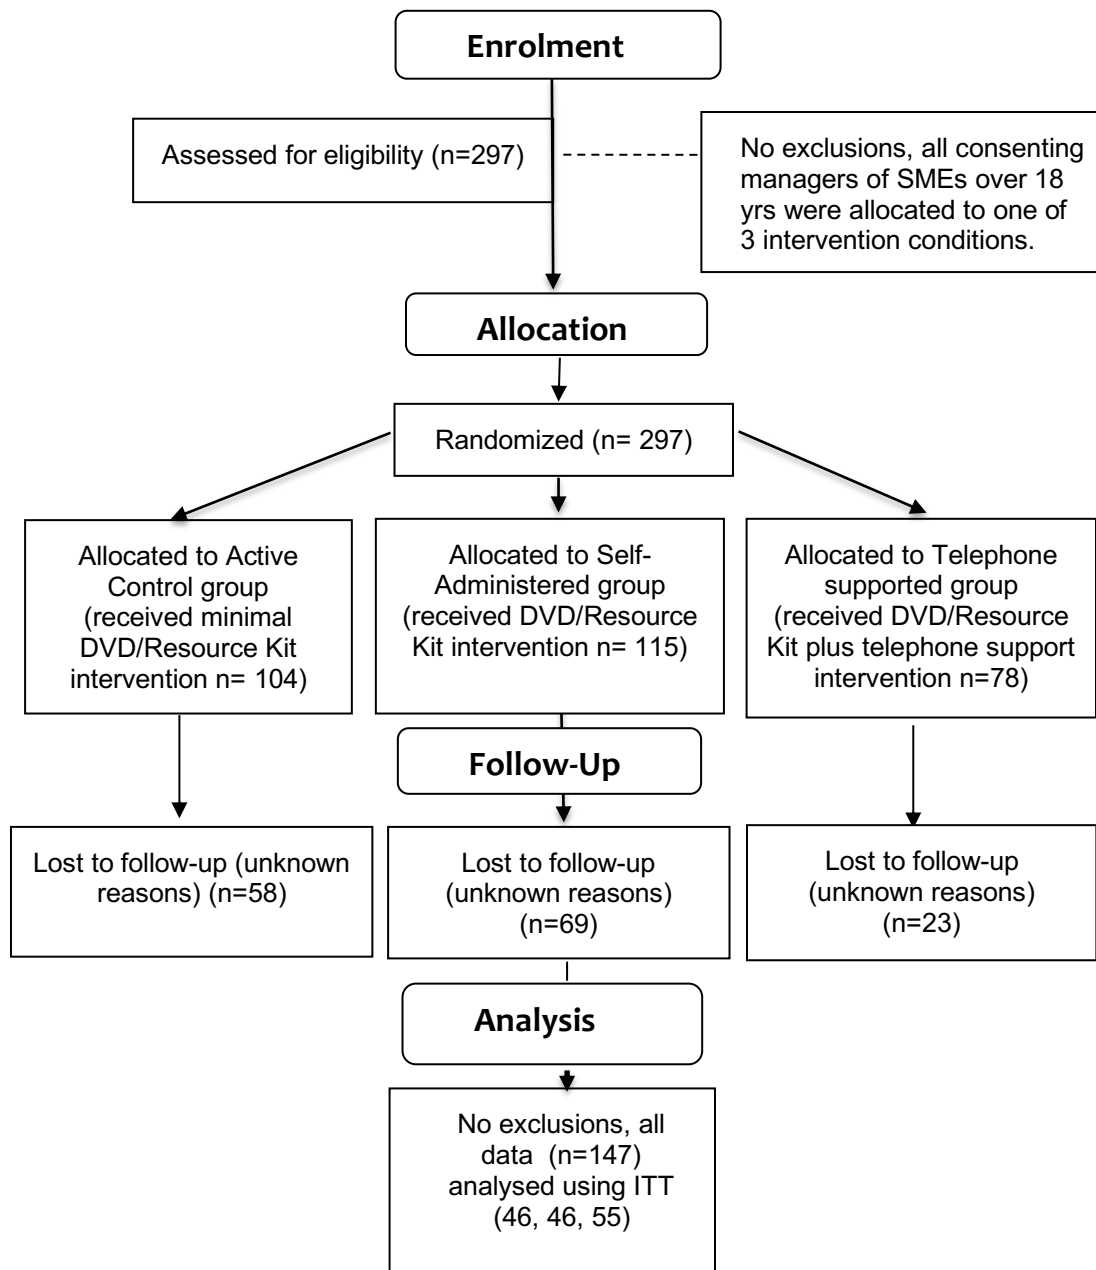 Enrolment
Assessed for eligibility (n=297)
No exclusions, all consenting
managers of SMEs over 18
yrs were allocated to one of
3 intervention conditions.
Allocation
Randomized (n= 297)
Allocated to Active
Control group
(received minimal
DVD/Resource Kit
intervention n= 104)
Allocated to Self-
Administered group
(received DVD/Resource
Kit intervention n= 115)
Allocated to Telephone
supported group
(received DVD/Resource
Kit plus telephone support
intervention n=78)
Follow-Up
Lost to follow-up (unknown
reasons) (n=58)
Lost to follow-up
(unknown reasons)
(n=69)
Lost to follow-up
(unknown reasons)
(n=23)
Analysis
No exclusions, all
data (n=147)
analysed using ITT
(46, 46, 55)